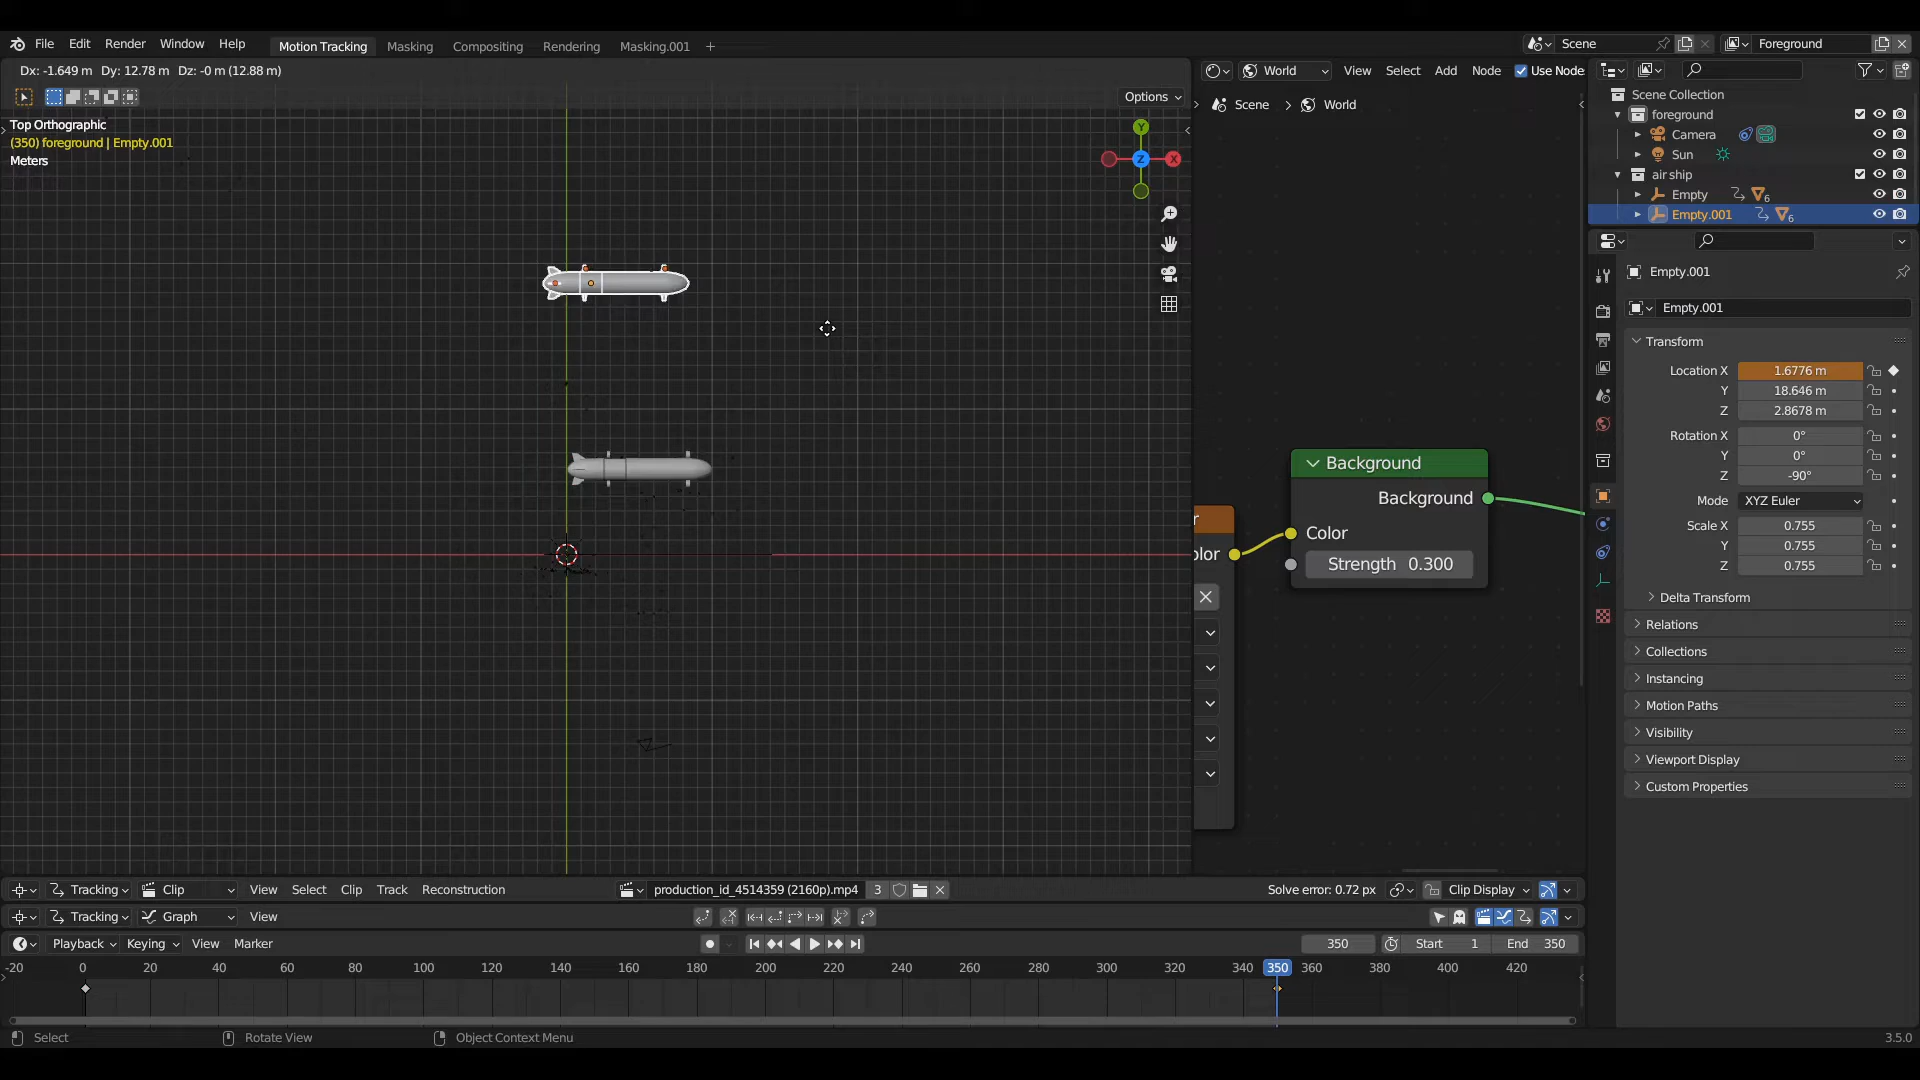 File Edit Render Window Help Motion Tracking Masking Compositing Rendering Masking.001 + Scene Foreground
Dx: -1.649 m Dy: 12.78 m Dz: -0 m (12.88 m)
World View Select Add Node Use Node
Options
Scene > World
Top Orthographic
(350) foreground | Empty.001
Meters
Y
Z
X
Scene Collection
foreground
Camera
Sun
air ship
Empty 6
Empty.001 6
Empty.001
Empty.001
Transform
Location X 1.6776 m
Y 18.646 m
Z 2.8678 m
Rotation X 0°
Y 0°
Z -90°
Mode XYZ Euler
Scale X 0.755
Y 0.755
Z 0.755
Delta Transform
Relations
Collections
Instancing
Motion Paths
Visibility
Viewport Display
Custom Properties
Background
Background
Color
Strength 0.300
r
olor
Tracking Clip View Select Clip Track Reconstruction production_id_4514359 (2160p).mp4 3 Solve error: 0.72 px Clip Display
Tracking Graph View
Playback Keying View Marker 350 Start 1 End 350
-20 0 20 40 60 80 100 120 140 160 180 200 220 240 260 280 300 320 340 350 360 380 400 420
Select Rotate View Object Context Menu 3.5.0